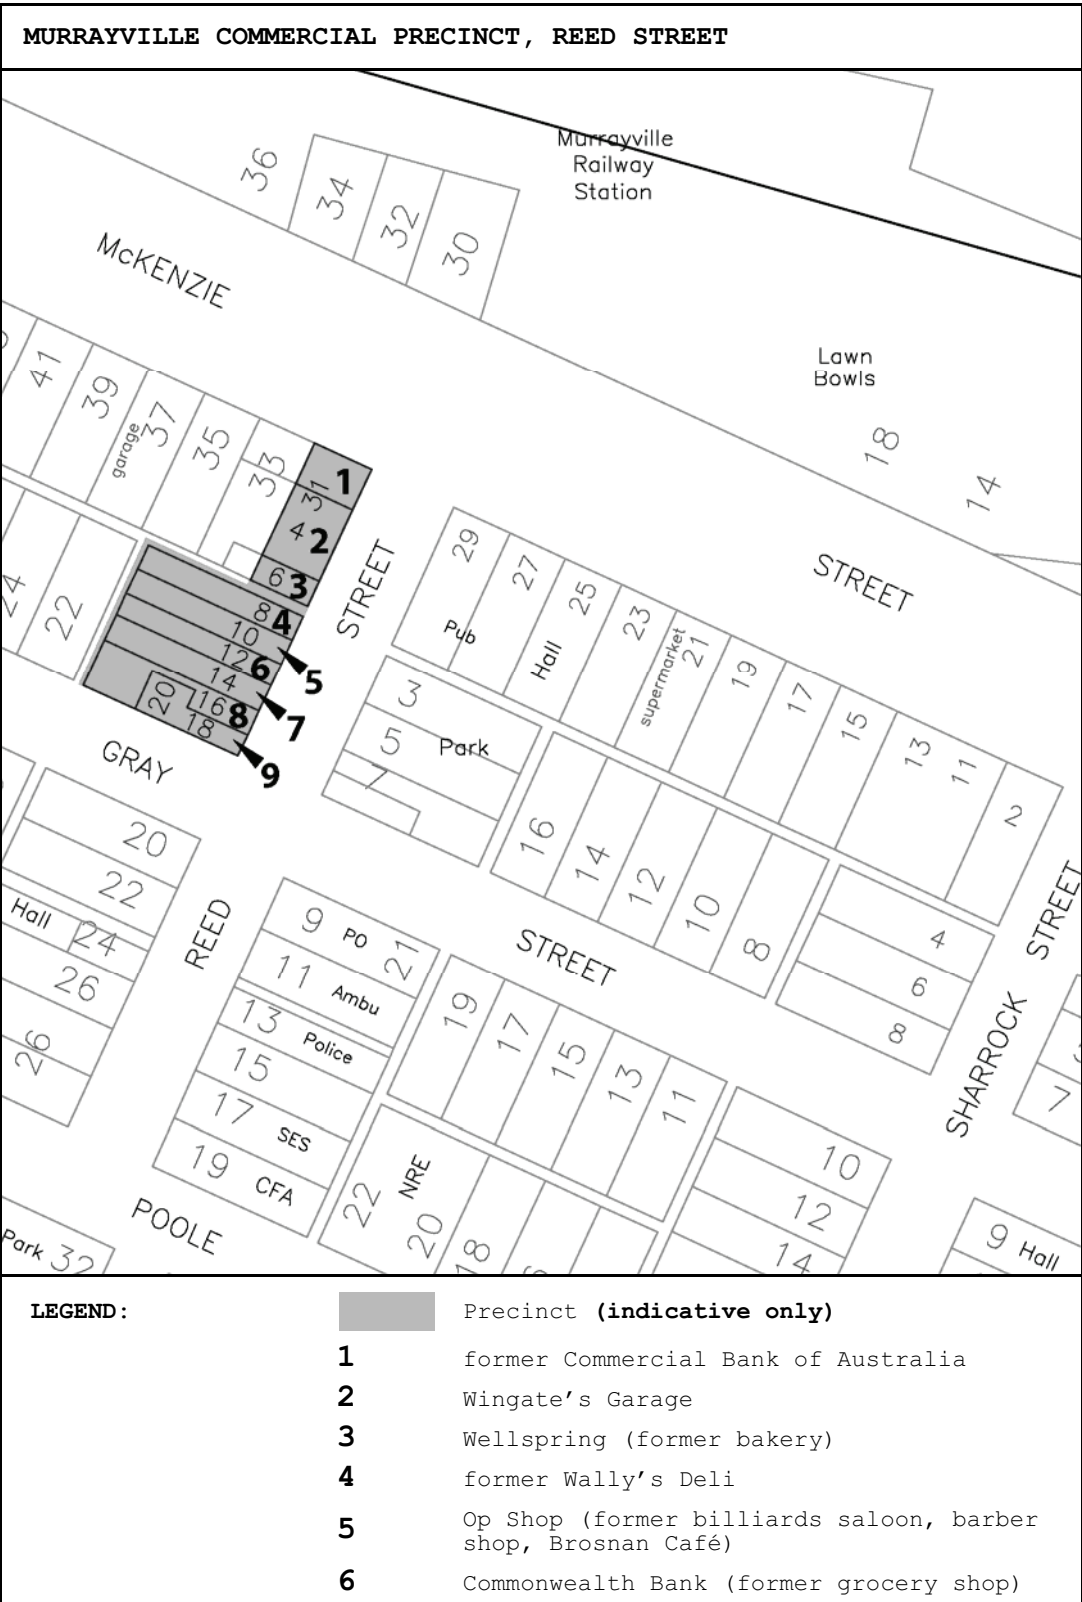 MURRAYVILLE COMMERCIAL PRECINCT, REED STREET
Murrayville
Railway
Station
36
34
32
30
McKENZIE
Lawn
Bowls
18
14
41
39
garage
37
35
33
31
1
4
2
6
3
8
4
10
5
12
6
14
7
16
8
20
18
9
24
22
STREET
29
Pub
27
25
Hall
23
supermarket
21
19
17
15
13
11
2
STREET
3
5
Park
7
GRAY
16
14
12
10
8
4
6
8
STREET
SHARROCK
7
20
22
Hall
24
26
26
REED
9
PO
21
11
Ambu
13
Police
15
17
SES
19
CFA
STREET
19
17
15
13
11
10
12
14
22
NRE
20
18
9
Hall
POOLE
Park
32
LEGEND:
Precinct (indicative only)
1 former Commercial Bank of Australia
2 Wingate's Garage
3 Wellspring (former bakery)
4 former Wally's Deli
5 Op Shop (former billiards saloon, barber
shop, Brosnan Café)
6 Commonwealth Bank (former grocery shop)